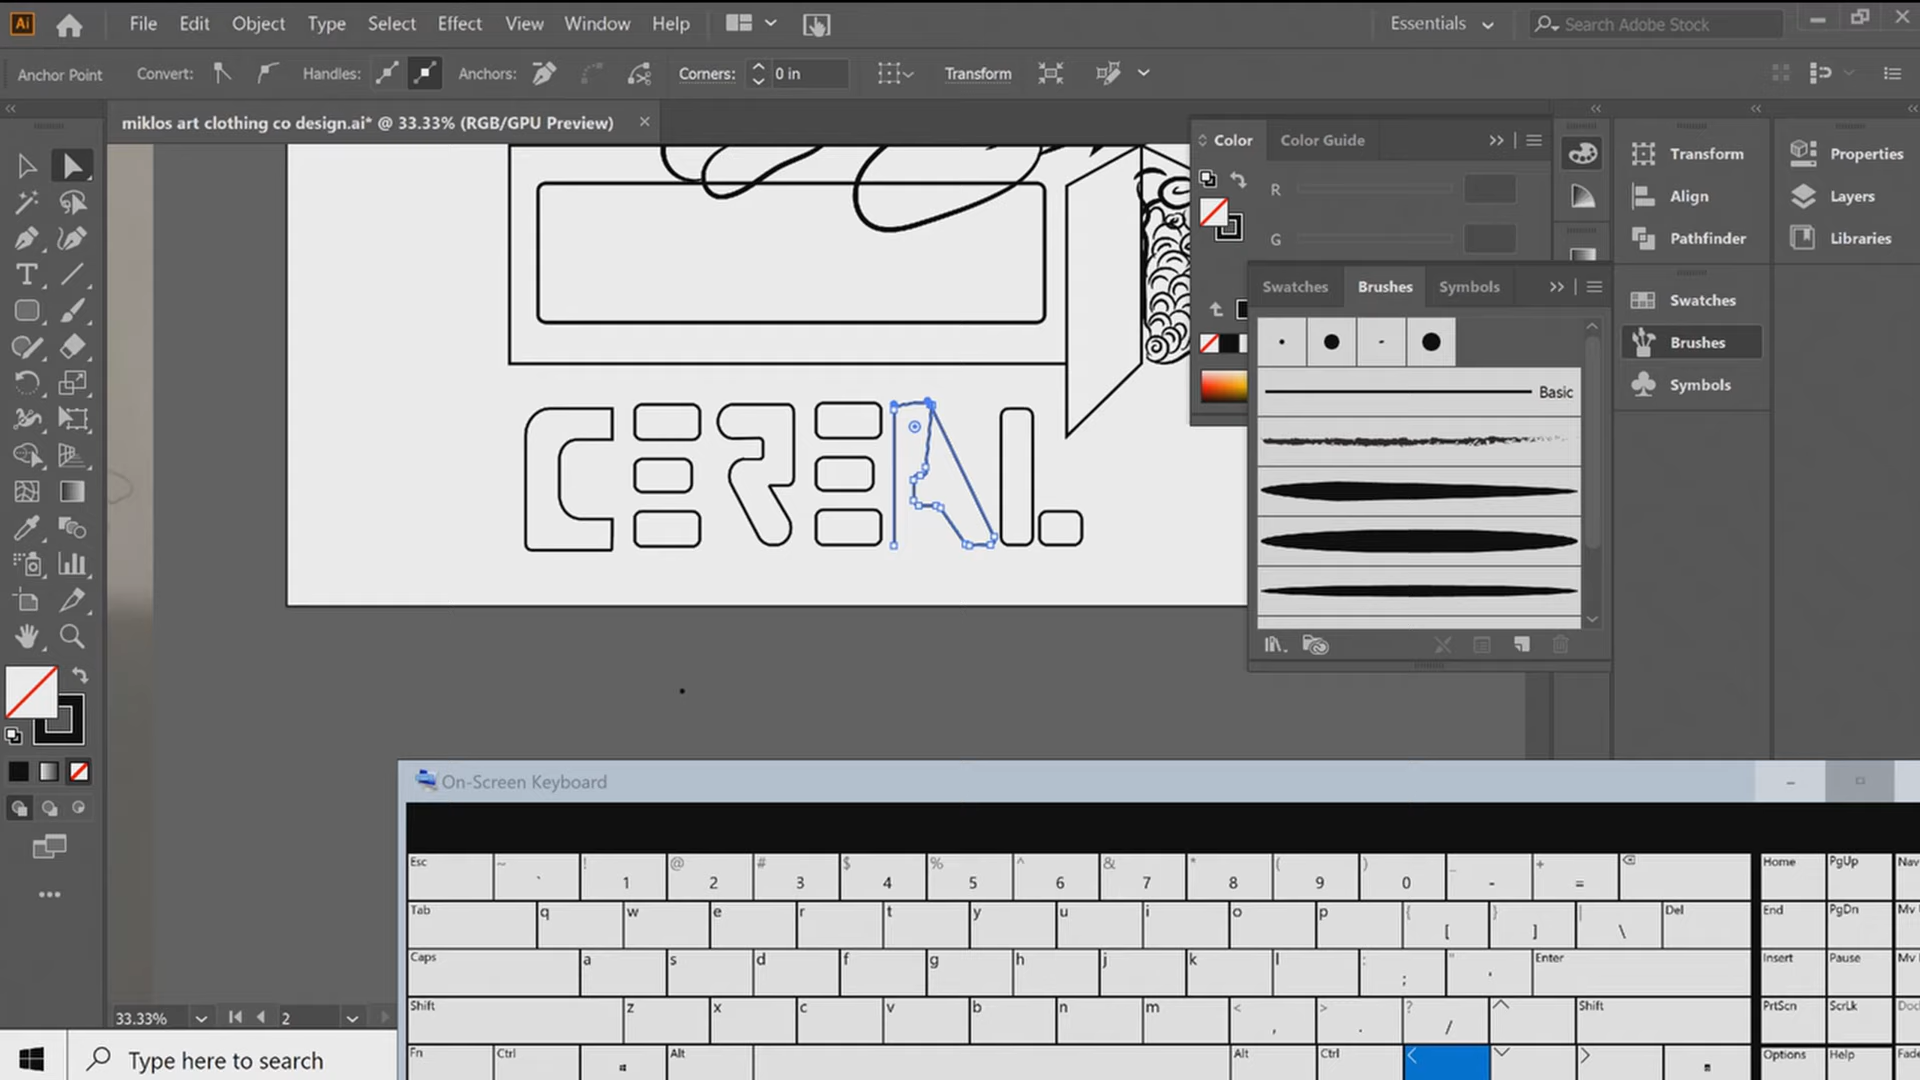 Ai File Edit Object Type Select Effect View Window Help Essentials Search Adobe Stock
Anchor Point Convert: Handles: Anchors: Corners: 0 in Transform
miklos art clothing co design.ai* @ 33.33% (RGB/GPU Preview)
Color Color Guide
R
G
Transform
Align
Pathfinder
Properties
Layers
Libraries
Swatches Brushes Symbols
Basic
Swatches
Brushes
Symbols
CEREAL
33.33% 2
On-Screen Keyboard
Esc ~ ` ! 1 @ 2 # 3 $ 4 % 5 ^ 6 & 7 * 8 ( 9 ) 0 _ - + = Home PgUp Nav
Tab q w e r t y u i o p { [ } ] | \ Del End PgDn Mv
Caps a s d f g h j k l : ; " ' Enter Insert Pause Mv
Shift z x c v b n m < , > . ? / Shift PrtScn ScrLk
Fn Ctrl Alt Alt Ctrl Options Help Fade
Type here to search